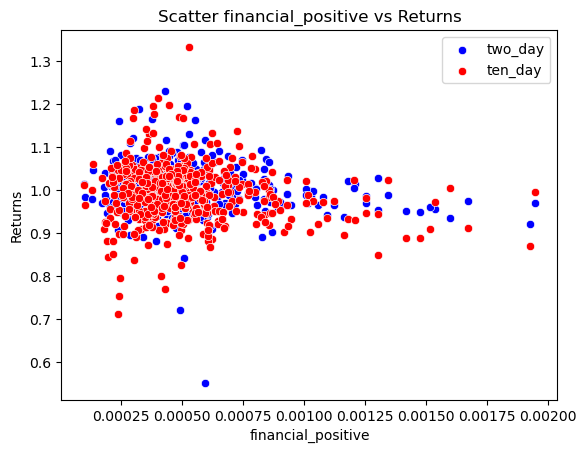 Scatter financial_positive vs Returns
two_day
ten_day
Returns
1.3
1.2
1.1
1.0
0.9
0.8
0.7
0.6
0.00025 0.00050 0.00075 0.00100 0.00125 0.00150 0.00175 0.00200
financial_positive